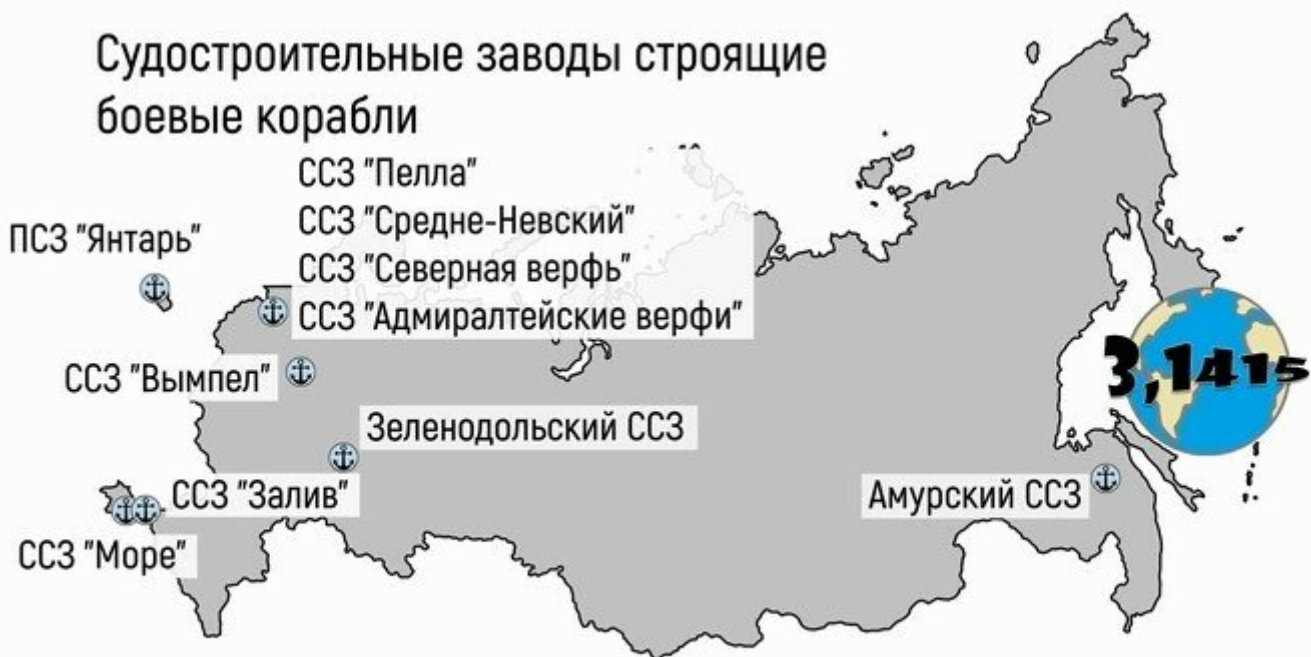 Судостроительные заводы строящие
боевые корабли
ССЗ "Пелла"
ССЗ "Средне-Невский"
ПСЗ "Янтарь"
ССЗ "Северная верфь"
ССЗ "Адмиралтейские верфи"
3,1415
ССЗ "Вымпел"
Зеленодольский ССЗ
ССЗ "Залив"
Амурский ССЗ
ССЗ "Море"